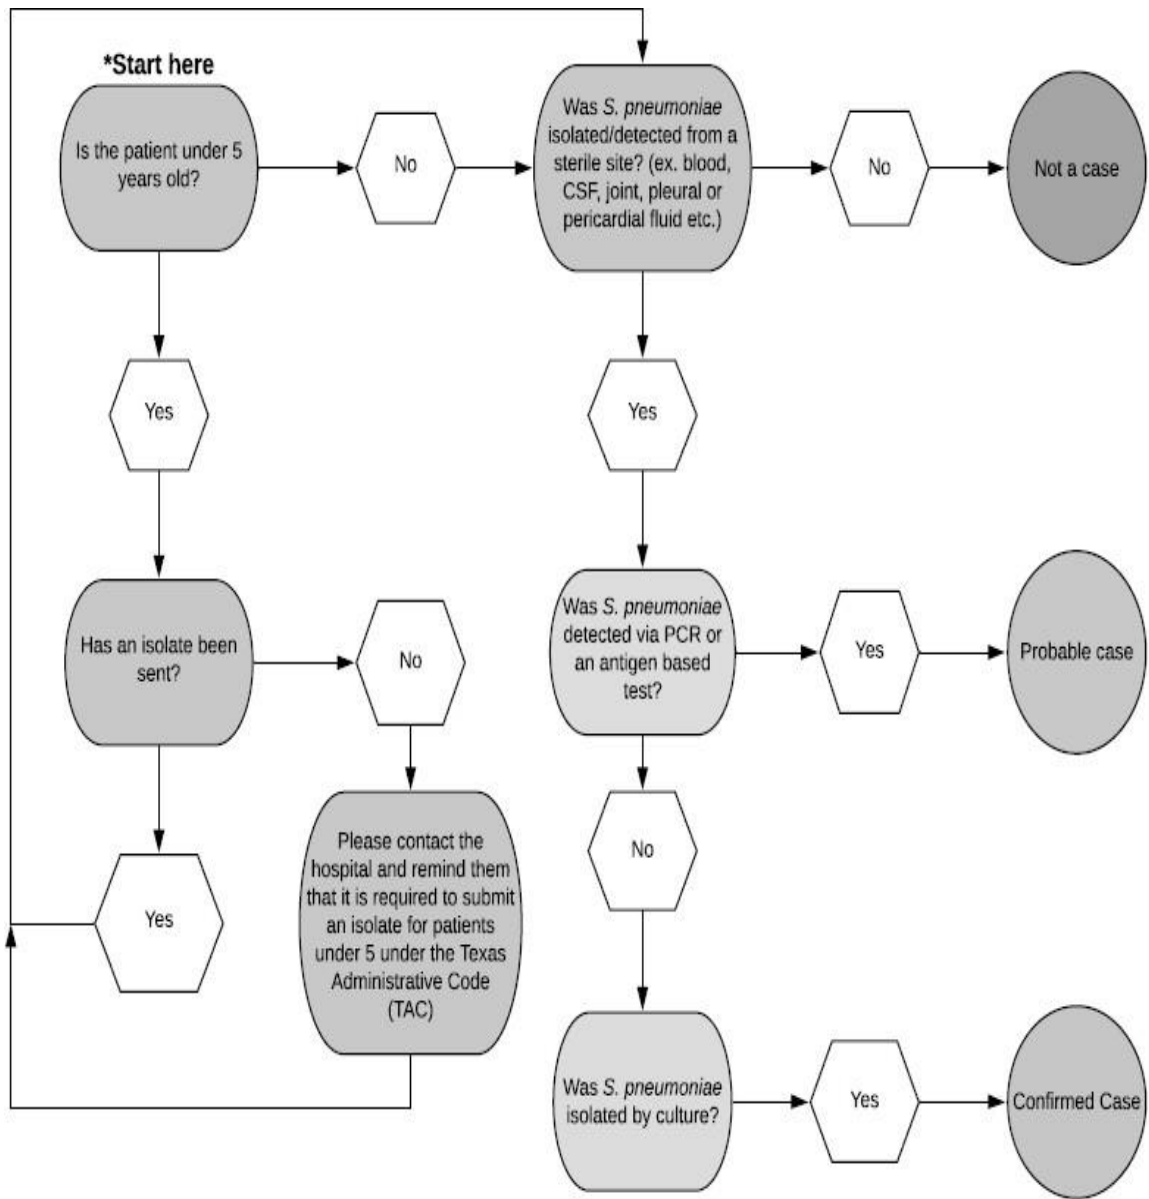 *Start here
Is the patient under 5
years old?
No
Was S. pneumoniae
isolated/detected from a
sterile site? (ex. blood,
CSF, joint, pleural or
pericardial fluid etc.)
No
Not a case
Yes
Yes
Has an isolate been
sent?
No
Was S. pneumoniae
detected via PCR or
an antigen based
test?
Yes
Probable case
Yes
Please contact the
hospital and remind them
that it is required to submit
an isolate for patients
under 5 under the Texas
Administrative Code
(TAC)
No
Was S. pneumoniae
isolated by culture?
Yes
Confirmed Case